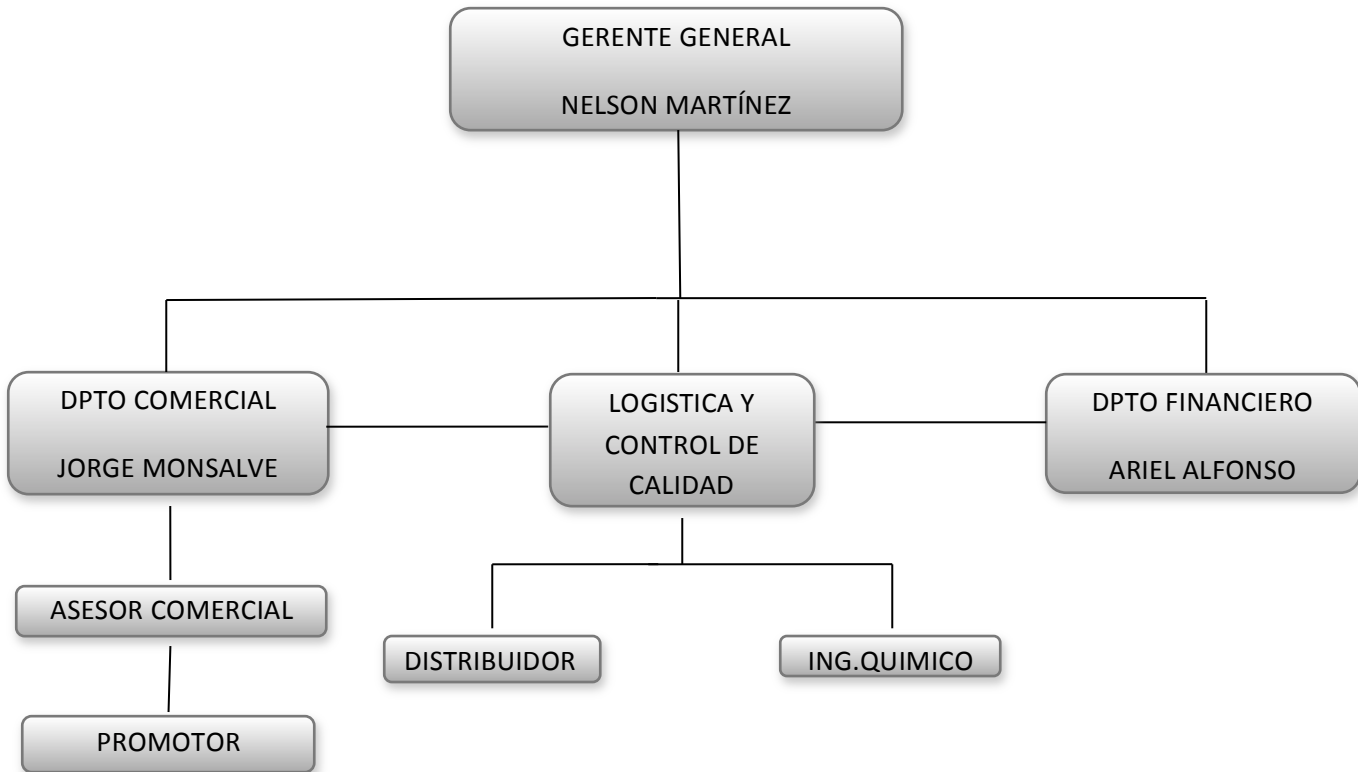 GERENTE GENERAL
NELSON MARTÍNEZ
DPTO COMERCIAL
JORGE MONSALVE
LOGISTICA Y
CONTROL DE
CALIDAD
DPTO FINANCIERO
ARIEL ALFONSO
ASESOR COMERCIAL
DISTRIBUIDOR
ING.QUIMICO
PROMOTOR